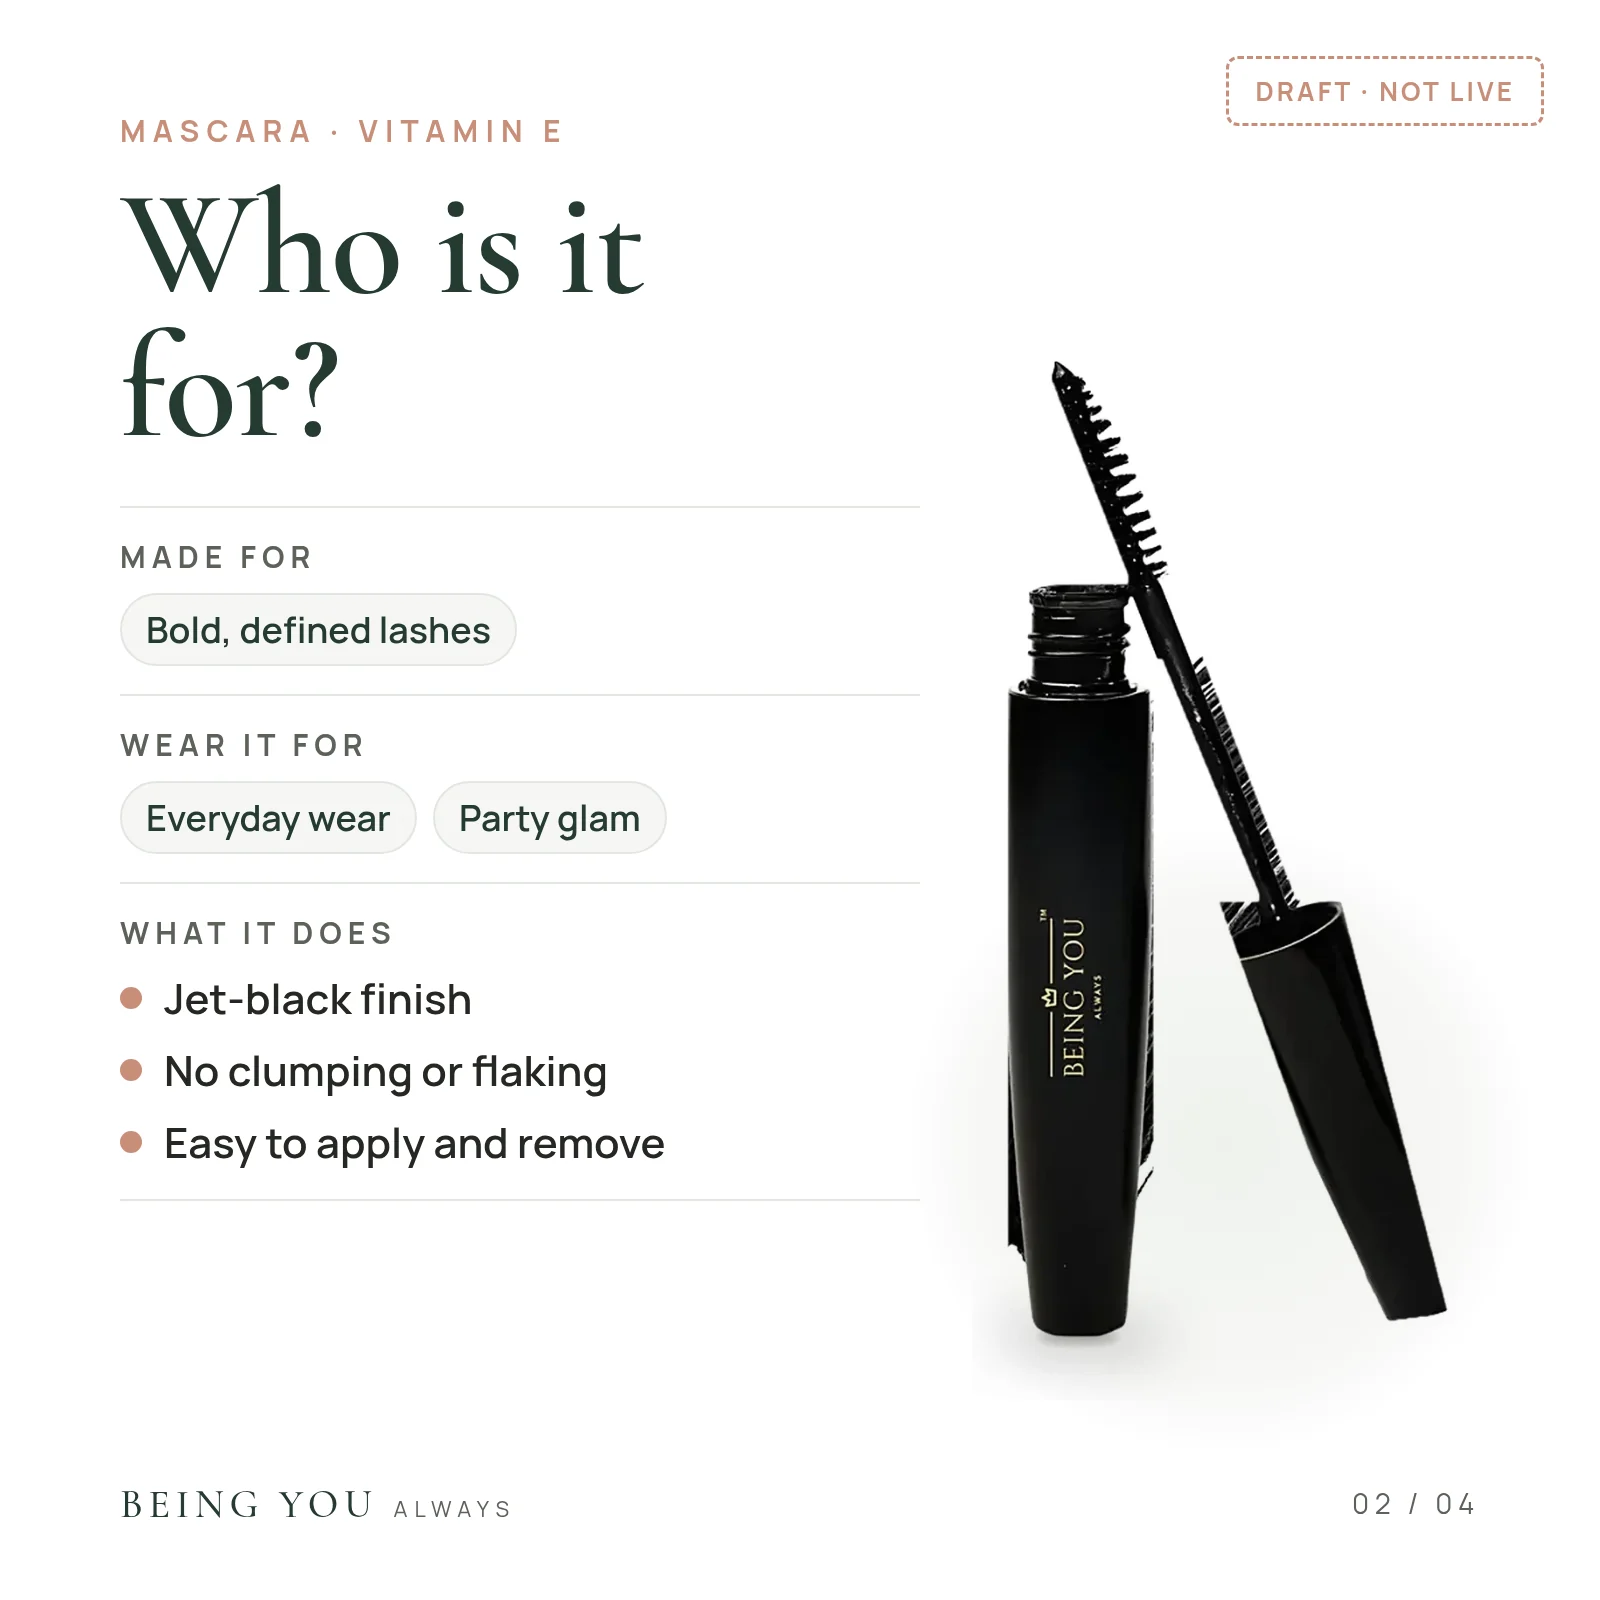 DRAFT · NOT LIVE
MASCARA · VITAMIN E
Who is it
for?
MADE FOR
Bold, defined lashes
WEAR IT FOR
Everyday wear
Party glam
WHAT IT DOES
Jet-black finish
No clumping or flaking
Easy to apply and remove
TM
BEING YOU
ALWAYS
BEING YOU ALWAYS
02 / 04